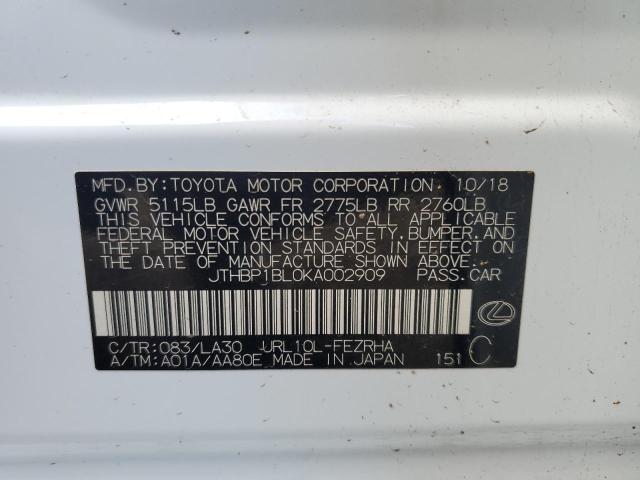 MFD. BY: TOYOTA MOTOR CORPORATION 10/18
GVWR 5115LB GAWR FR 2775LB RR 2760LB
THIS VEHICLE CONFORMS TO ALL APPLICABLE
FEDERAL MOTOR VEHICLE SAFETY, BUMPER, AND
THEFT PREVENTION STANDARDS IN EFFECT ON
THE DATE OF MANUFACTURE SHOWN ABOVE.
JTHBP1BL0KA002909 PASS. CAR
C/TR: 083/LA30 URL10L-FEZRHA
A/TM: A01A/AA80E MADE IN JAPAN 151 C